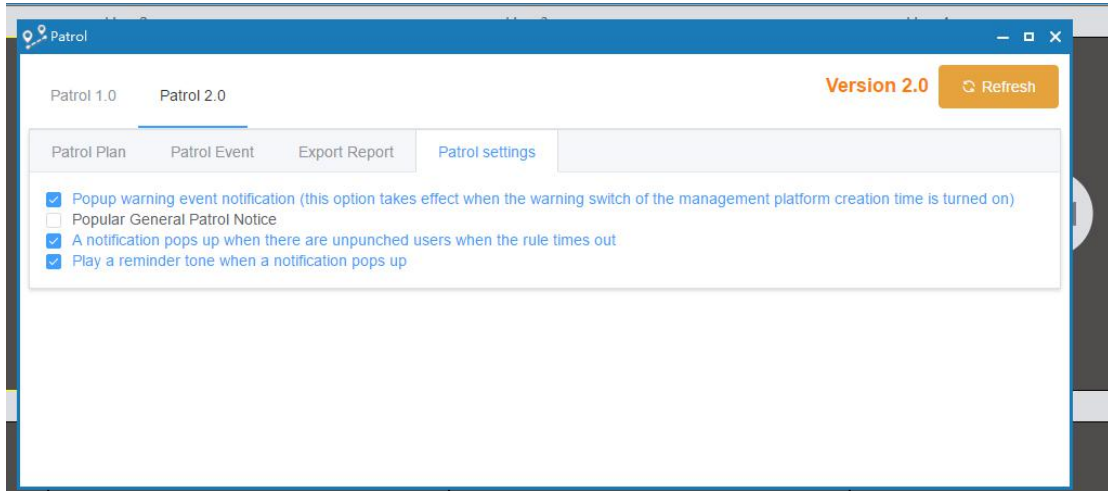 Patrol
Patrol 1.0
Patrol 2.0
Version 2.0
Refresh
Patrol Plan
Patrol Event
Export Report
Patrol settings
Popup warning event notification (this option takes effect when the warning switch of the management platform creation time is turned on)
Popular General Patrol Notice
A notification pops up when there are unpunched users when the rule times out
Play a reminder tone when a notification pops up